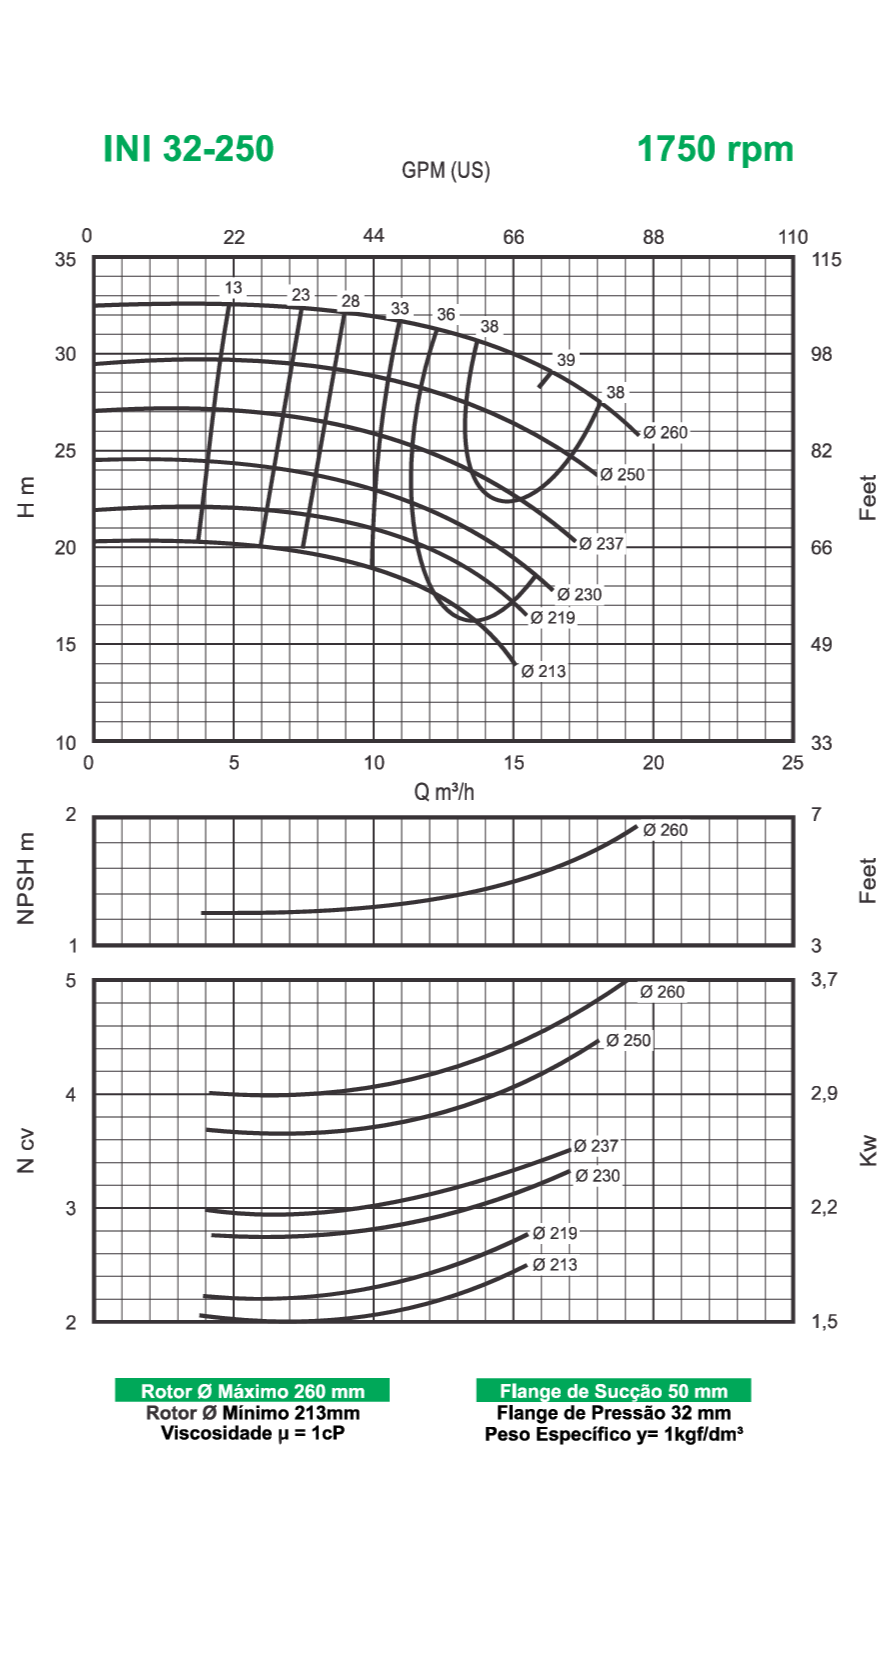 INI 32-250 1750 rpm
GPM (US)
0 22 44 66 88 110
35 115
13
23
28
33
36
38
30 98
39
38
Ø 260
25 82
Ø 250
H m Feet
20 66
Ø 237
Ø 230
Ø 219
15 49
Ø 213
10 33
0 5 10 15 20 25
Q m³/h
2 7
Ø 260
NPSH m Feet
1 3
5 3,7
Ø 260
Ø 250
4 2,9
N cv Kw
Ø 237
Ø 230
3 2,2
Ø 219
Ø 213
2 1,5
Rotor Ø Máximo 260 mm
Rotor Ø Mínimo 213mm
Viscosidade µ = 1cP
Flange de Sucção 50 mm
Flange de Pressão 32 mm
Peso Específico y= 1kgf/dm³